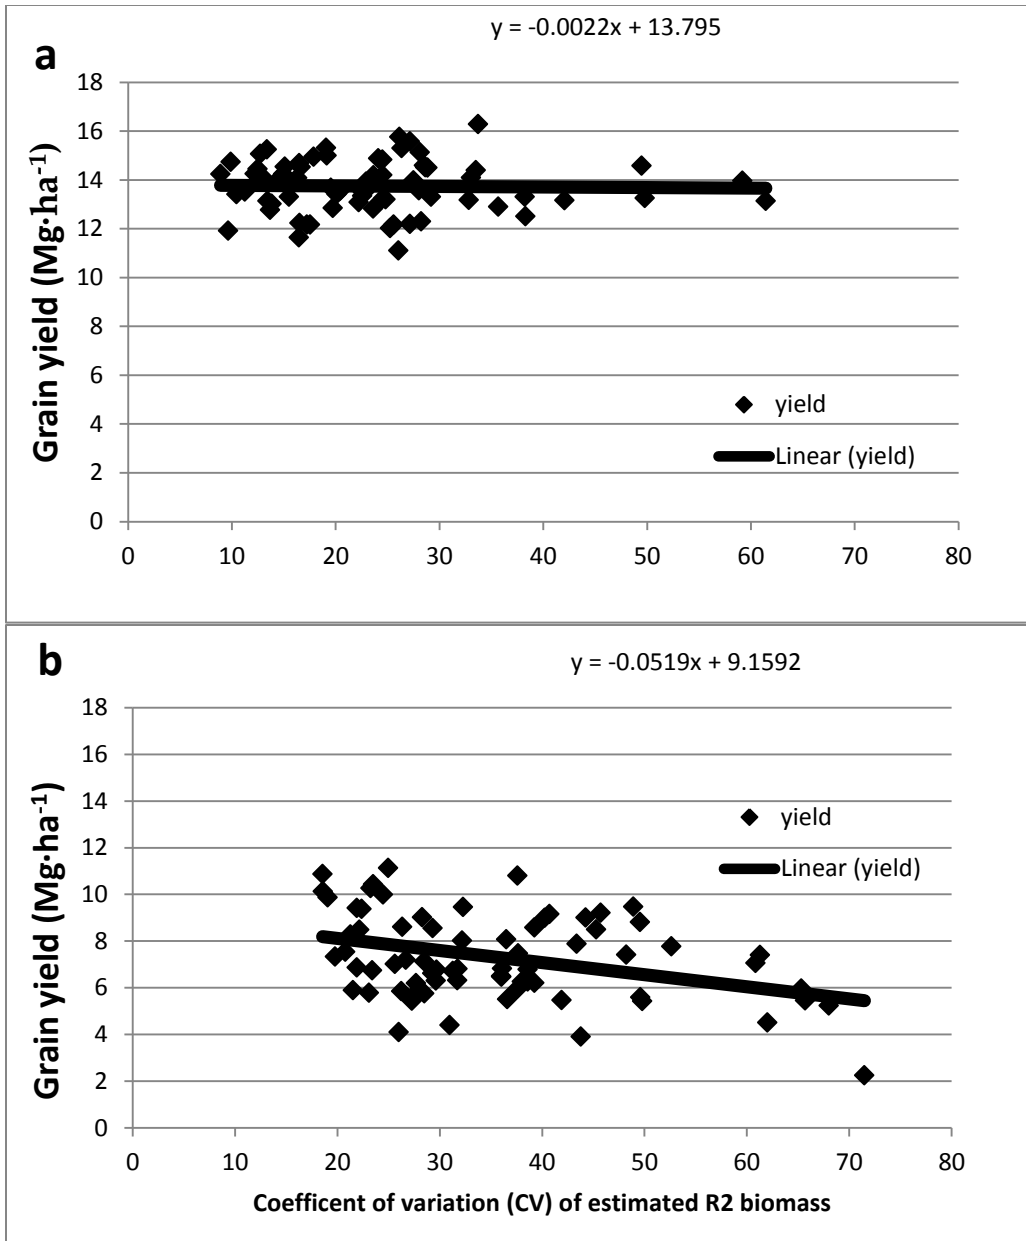 y = -0.0022x + 13.795
a
18
16
14
12
10
8
6
4
2
0
Grain yield (Mg·ha⁻¹)
yield
Linear (yield)
0 10 20 30 40 50 60 70 80
b
y = -0.0519x + 9.1592
18
16
14
12
10
8
6
4
2
0
Grain yield (Mg·ha⁻¹)
yield
Linear (yield)
0 10 20 30 40 50 60 70 80
Coefficent of variation (CV) of estimated R2 biomass